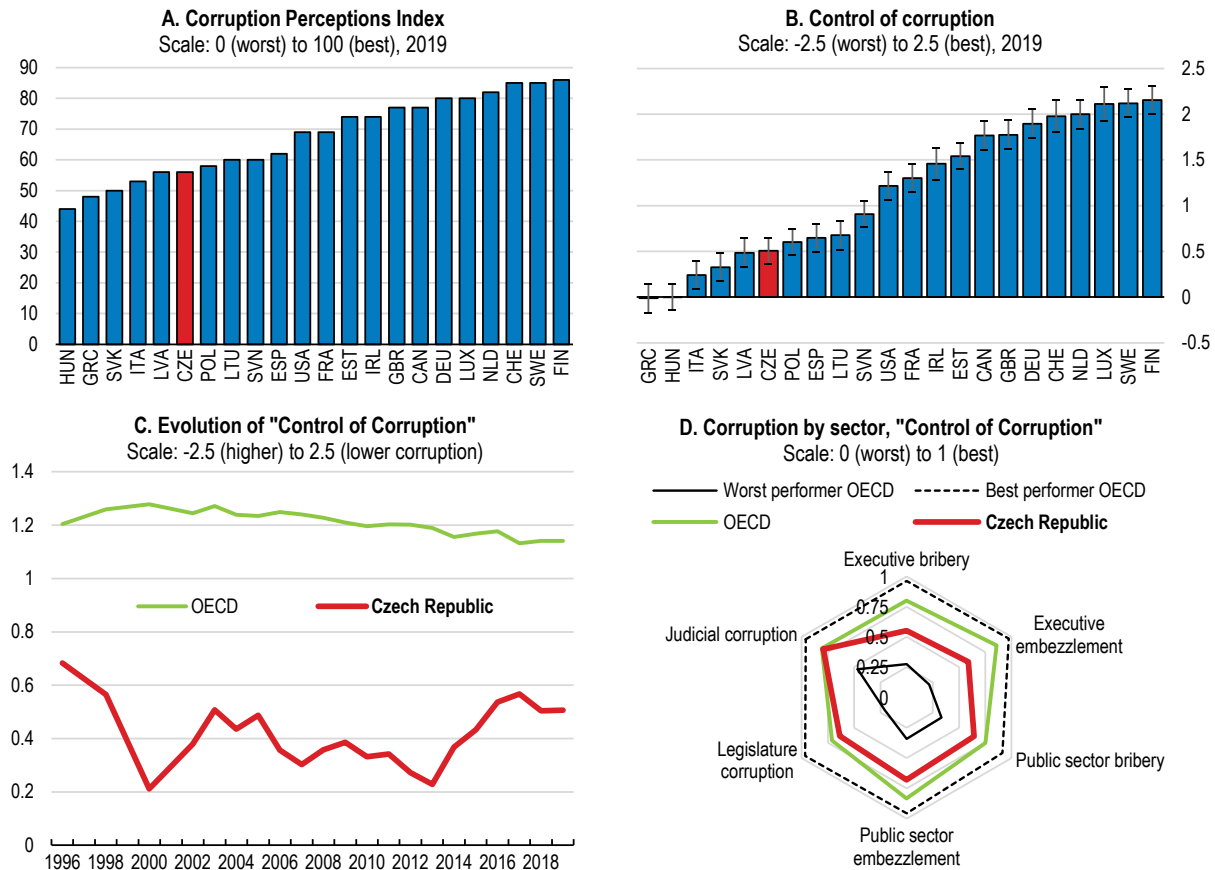 A. Corruption Perceptions Index
Scale: 0 (worst) to 100 (best), 2019
90
80
70
60
50
40
30
20
10
0
HUN GRC SVK ITA LVA CZE POL LTU SVN ESP USA FRA EST IRL GBR CAN DEU LUX NLD CHE SWE FIN
B. Control of corruption
Scale: -2.5 (worst) to 2.5 (best), 2019
2.5
2
1.5
1
0.5
0
-0.5
GRC HUN ITA SVK LVA CZE POL ESP LTU SVN USA FRA IRL EST CAN GBR DEU CHE NLD LUX SWE FIN
C. Evolution of "Control of Corruption"
Scale: -2.5 (higher) to 2.5 (lower corruption)
1.4
1.2
1
0.8
0.6
0.4
0.2
0
OECD Czech Republic
1996 1998 2000 2002 2004 2006 2008 2010 2012 2014 2016 2018
D. Corruption by sector, "Control of Corruption"
Scale: 0 (worst) to 1 (best)
Worst performer OECD Best performer OECD
OECD Czech Republic
Executive bribery
1
0.75
0.5
0.25
0
Executive
embezzlement
Public sector bribery
Public sector
embezzlement
Legislature
corruption
Judicial corruption